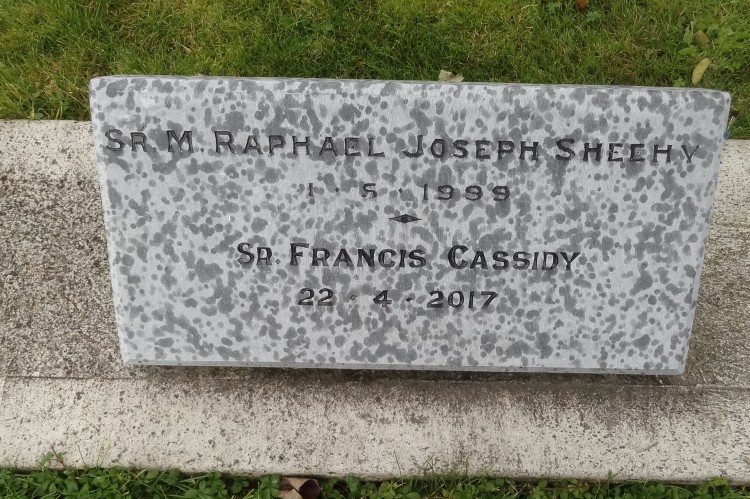 Sr. M. Raphael Joseph Sheehy
1 · 5 · 1999
Sr. Francis Cassidy
22 · 4 · 2017